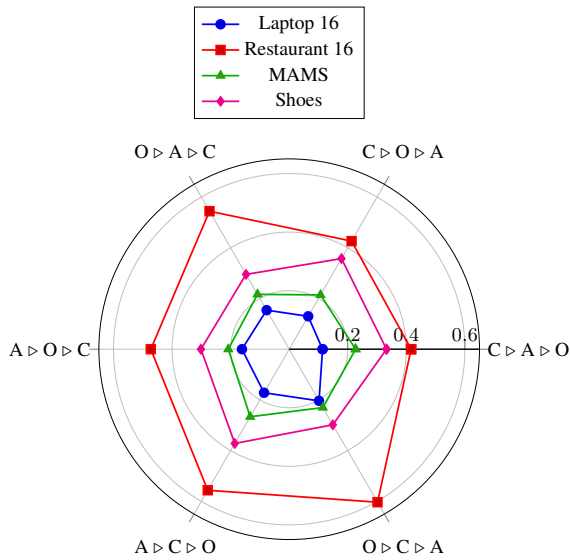 Laptop 16
Restaurant 16
MAMS
Shoes
O ▹ A ▹ C
C ▹ O ▹ A
0.2
0.4
0.6
A ▹ O ▹ C
C ▹ A ▹ O
A ▹ C ▹ O
O ▹ C ▹ A